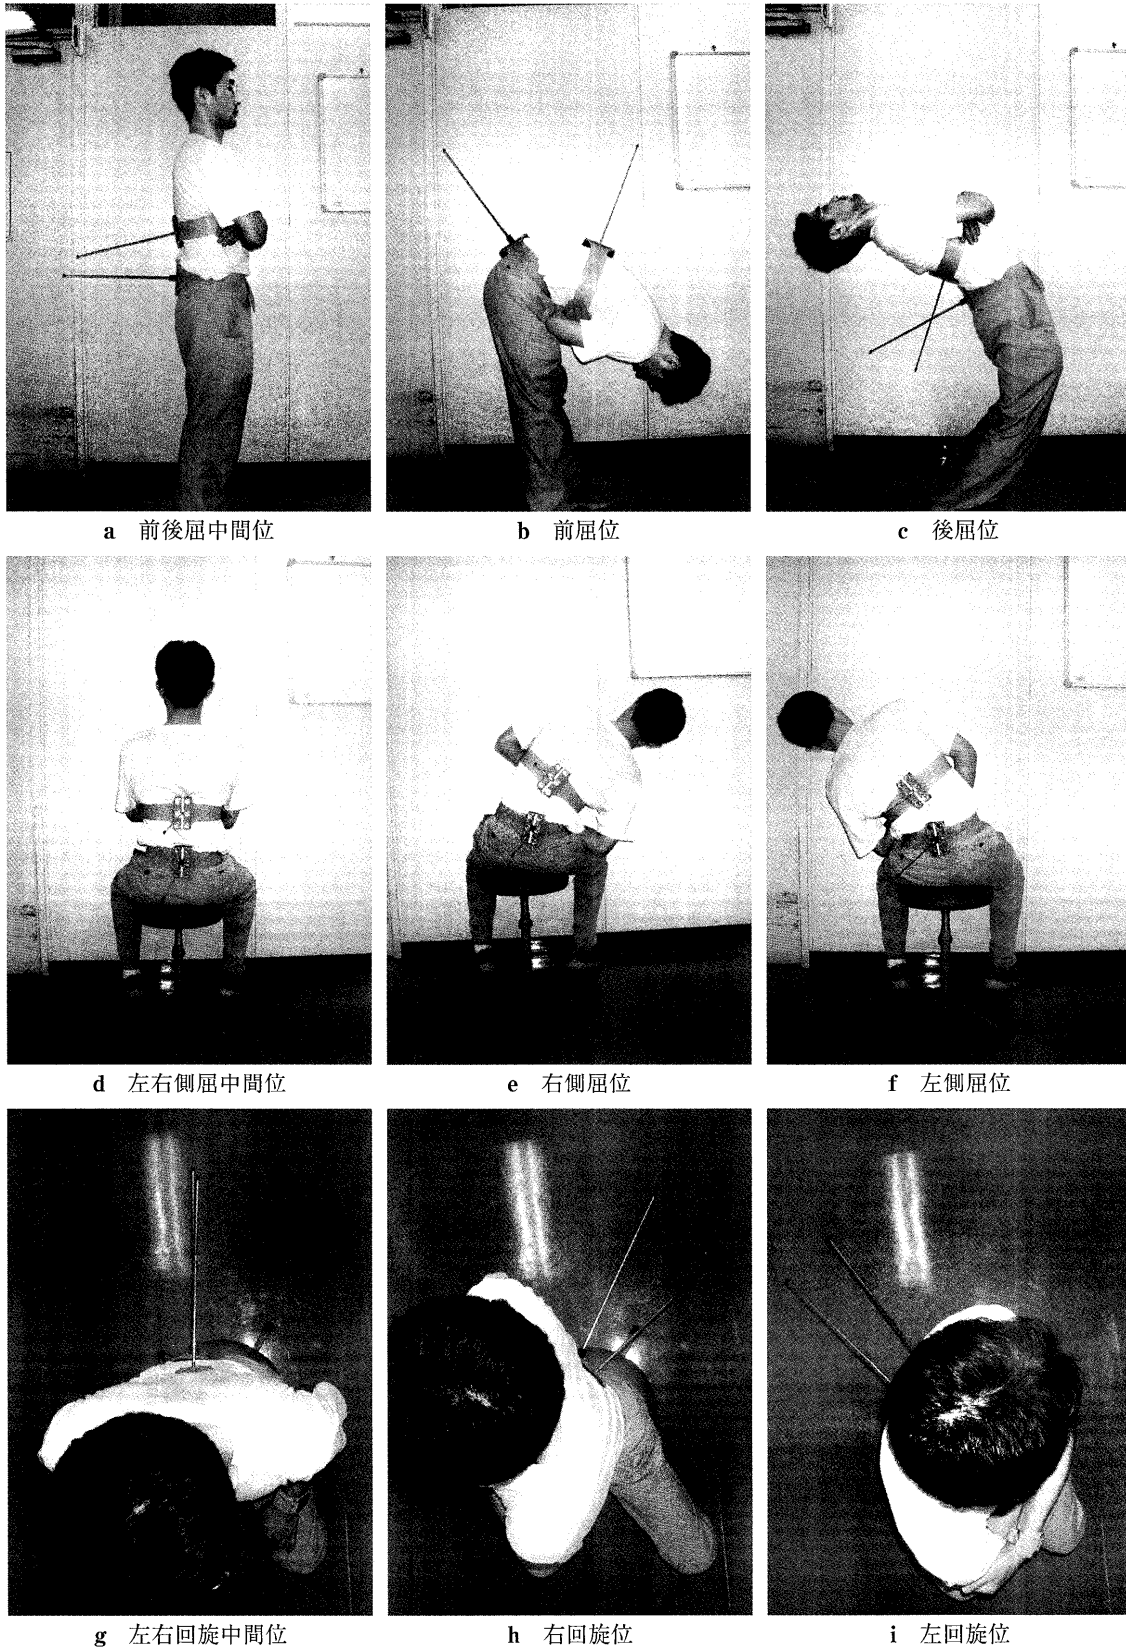 a 前後屈中間位
b 前屈位
c 後屈位
d 左右側屈中間位
e 右側屈位
f 左側屈位
g 左右回旋中間位
h 右回旋位
i 左回旋位